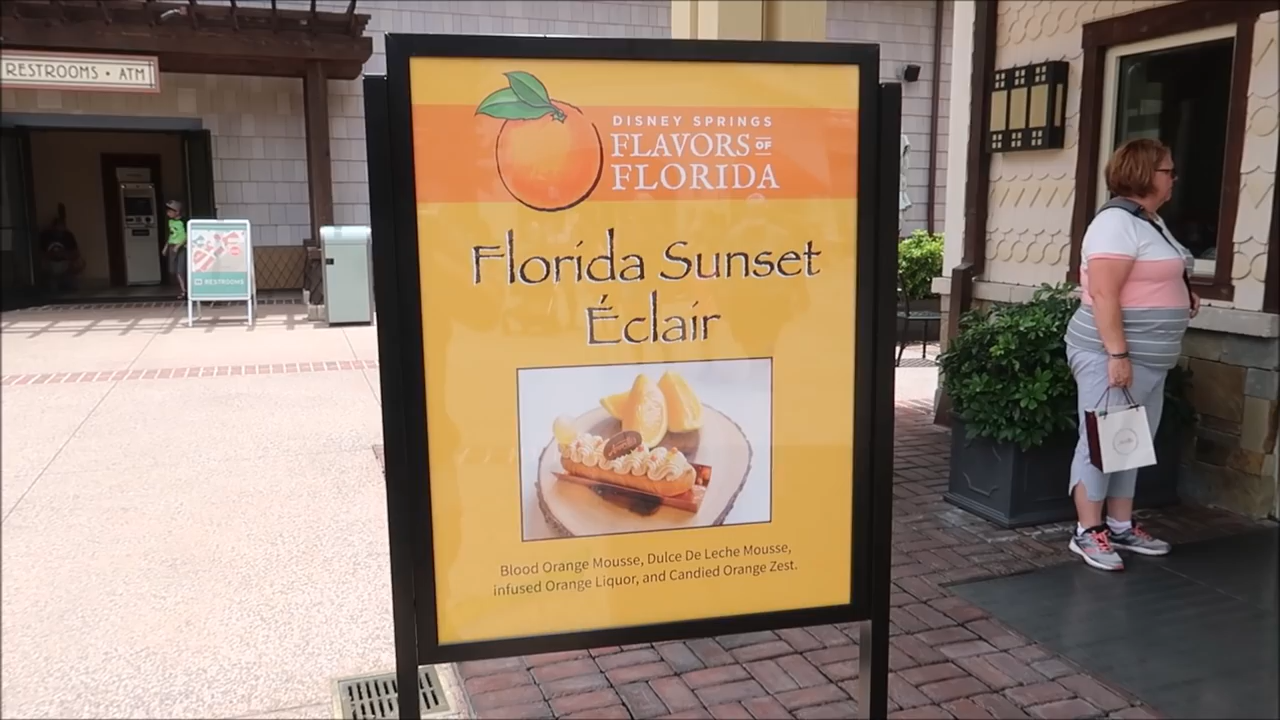 RESTROOMS • ATM
DISNEY SPRINGS
FLAVORS OF
FLORIDA
Florida Sunset
Éclair
Blood Orange Mousse, Dulce De Leche Mousse,
infused Orange Liquor, and Candied Orange Zest.
RESTROOMS